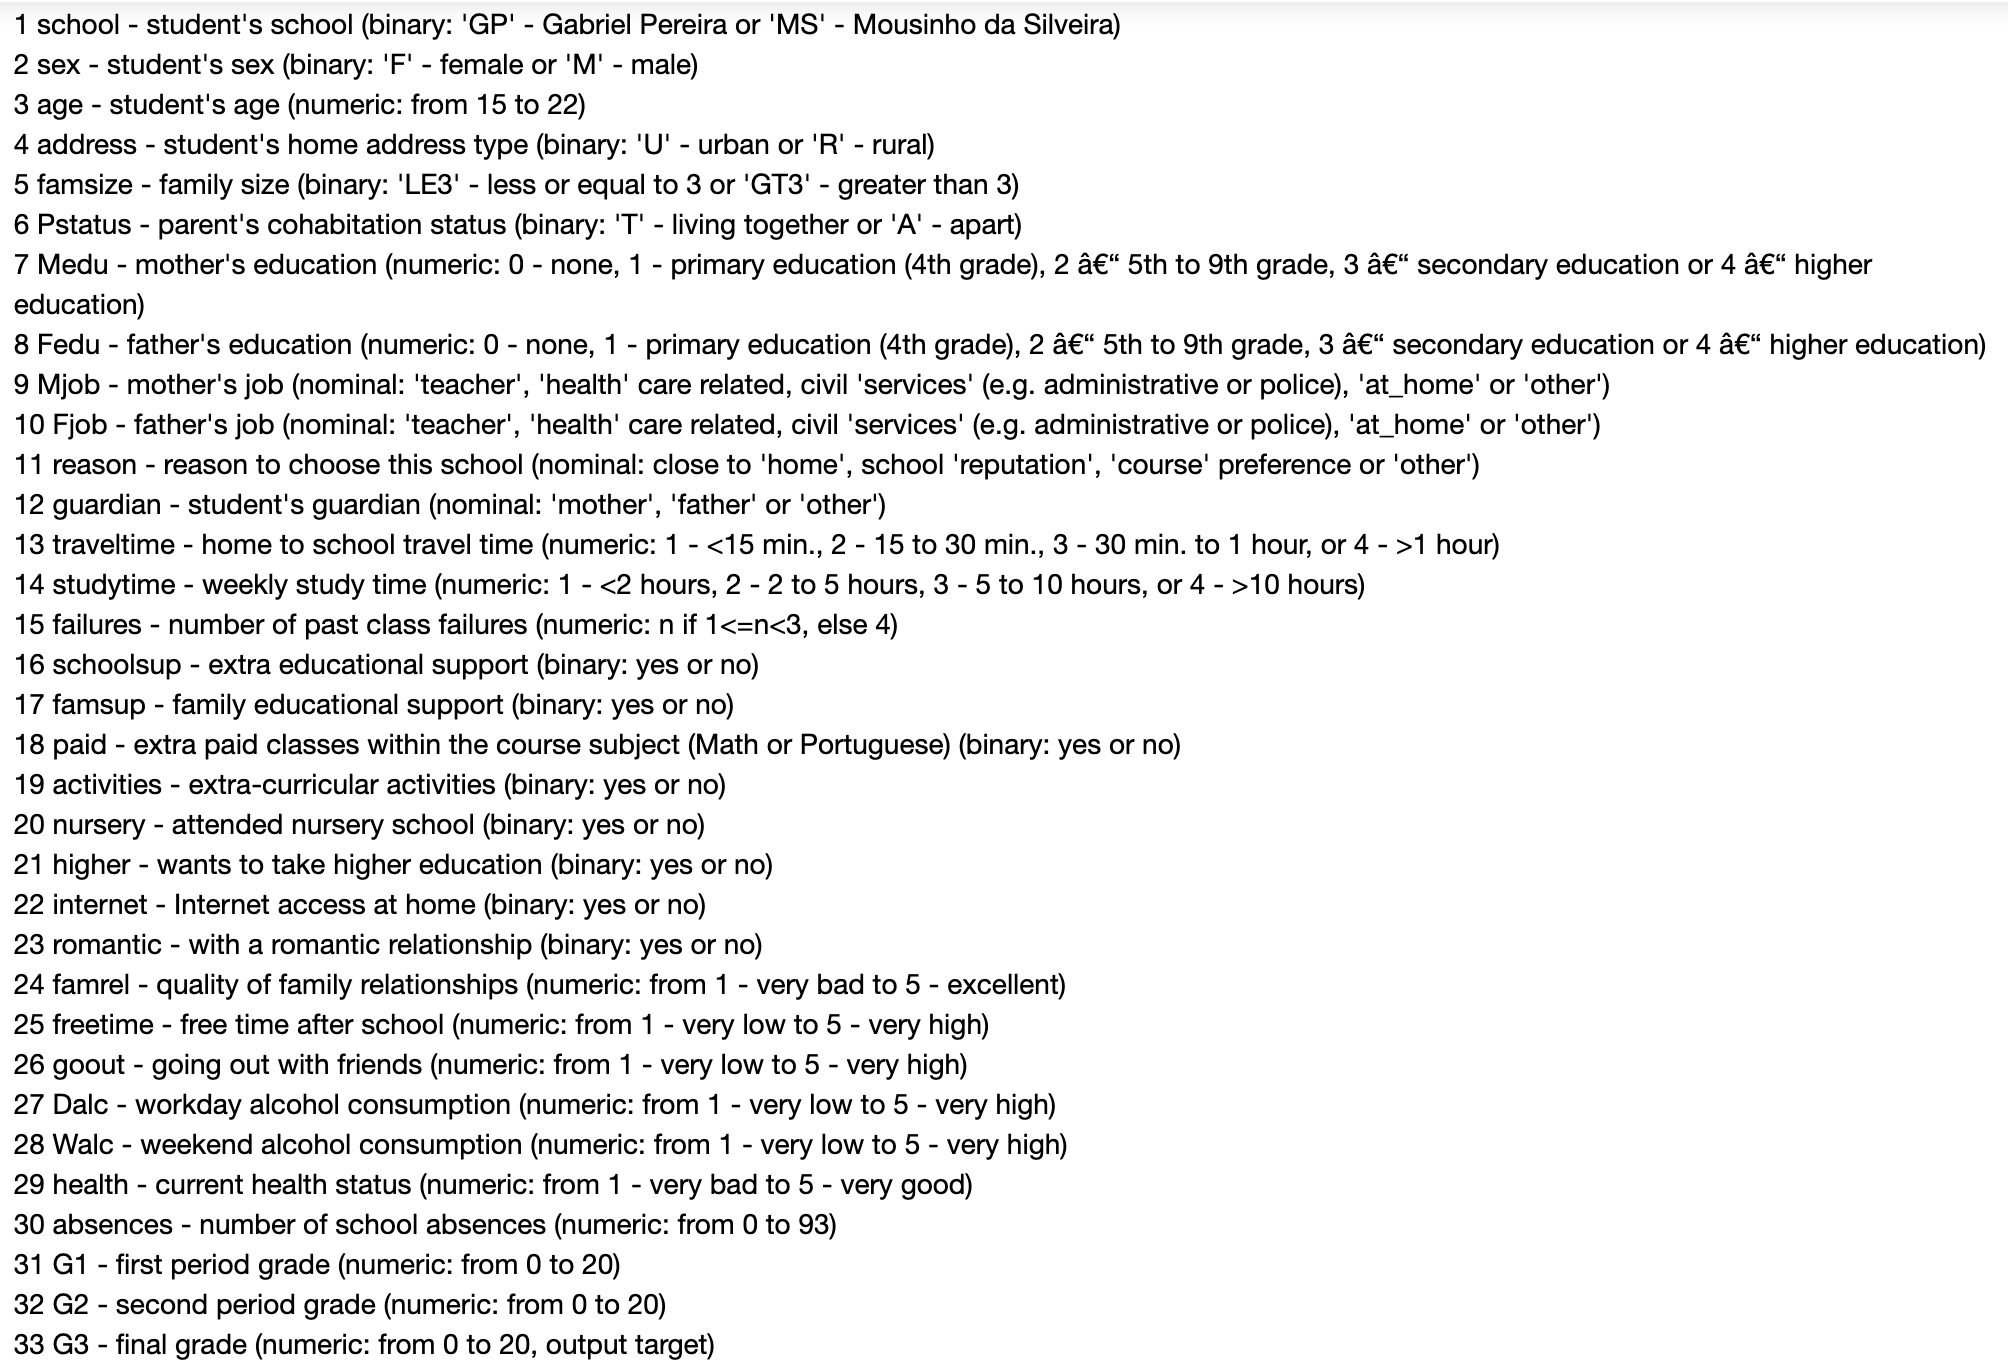 1 school - student's school (binary: 'GP' - Gabriel Pereira or 'MS' - Mousinho da Silveira)
2 sex - student's sex (binary: 'F' - female or 'M' - male)
3 age - student's age (numeric: from 15 to 22)
4 address - student's home address type (binary: 'U' - urban or 'R' - rural)
5 famsize - family size (binary: 'LE3' - less or equal to 3 or 'GT3' - greater than 3)
6 Pstatus - parent's cohabitation status (binary: 'T' - living together or 'A' - apart)
7 Medu - mother's education (numeric: 0 - none, 1 - primary education (4th grade), 2 â€“ 5th to 9th grade, 3 â€“ secondary education or 4 â€“ higher
education)
8 Fedu - father's education (numeric: 0 - none, 1 - primary education (4th grade), 2 â€“ 5th to 9th grade, 3 â€“ secondary education or 4 â€“ higher education)
9 Mjob - mother's job (nominal: 'teacher', 'health' care related, civil 'services' (e.g. administrative or police), 'at_home' or 'other')
10 Fjob - father's job (nominal: 'teacher', 'health' care related, civil 'services' (e.g. administrative or police), 'at_home' or 'other')
11 reason - reason to choose this school (nominal: close to 'home', school 'reputation', 'course' preference or 'other')
12 guardian - student's guardian (nominal: 'mother', 'father' or 'other')
13 traveltime - home to school travel time (numeric: 1 - <15 min., 2 - 15 to 30 min., 3 - 30 min. to 1 hour, or 4 - >1 hour)
14 studytime - weekly study time (numeric: 1 - <2 hours, 2 - 2 to 5 hours, 3 - 5 to 10 hours, or 4 - >10 hours)
15 failures - number of past class failures (numeric: n if 1<=n<3, else 4)
16 schoolsup - extra educational support (binary: yes or no)
17 famsup - family educational support (binary: yes or no)
18 paid - extra paid classes within the course subject (Math or Portuguese) (binary: yes or no)
19 activities - extra-curricular activities (binary: yes or no)
20 nursery - attended nursery school (binary: yes or no)
21 higher - wants to take higher education (binary: yes or no)
22 internet - Internet access at home (binary: yes or no)
23 romantic - with a romantic relationship (binary: yes or no)
24 famrel - quality of family relationships (numeric: from 1 - very bad to 5 - excellent)
25 freetime - free time after school (numeric: from 1 - very low to 5 - very high)
26 goout - going out with friends (numeric: from 1 - very low to 5 - very high)
27 Dalc - workday alcohol consumption (numeric: from 1 - very low to 5 - very high)
28 Walc - weekend alcohol consumption (numeric: from 1 - very low to 5 - very high)
29 health - current health status (numeric: from 1 - very bad to 5 - very good)
30 absences - number of school absences (numeric: from 0 to 93)
31 G1 - first period grade (numeric: from 0 to 20)
32 G2 - second period grade (numeric: from 0 to 20)
33 G3 - final grade (numeric: from 0 to 20, output target)